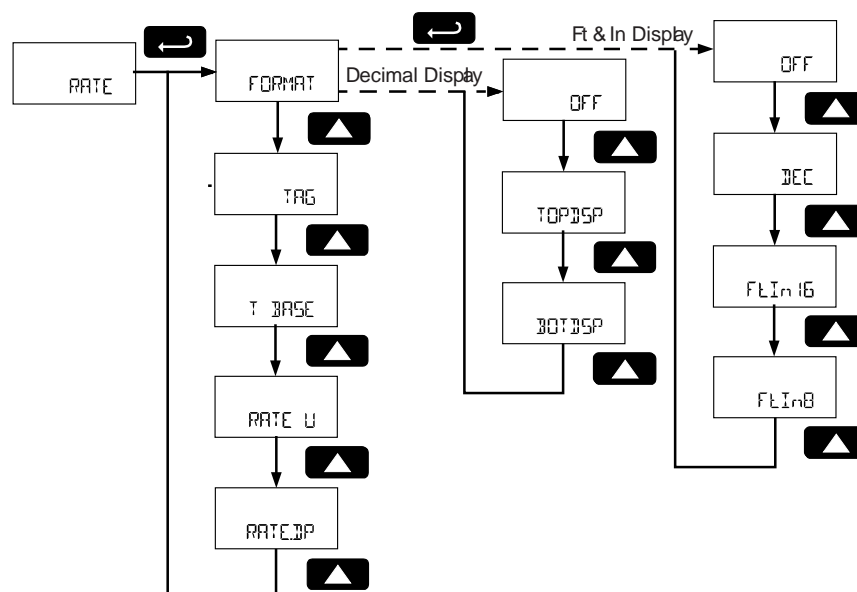 RATE
FORMAT
TAG
T BASE
RATE U
RATE.DP
Decimal Display
OFF
TOPDSP
BOTDSP
Ft & In Display
OFF
DEC
FtIn16
FtIn8